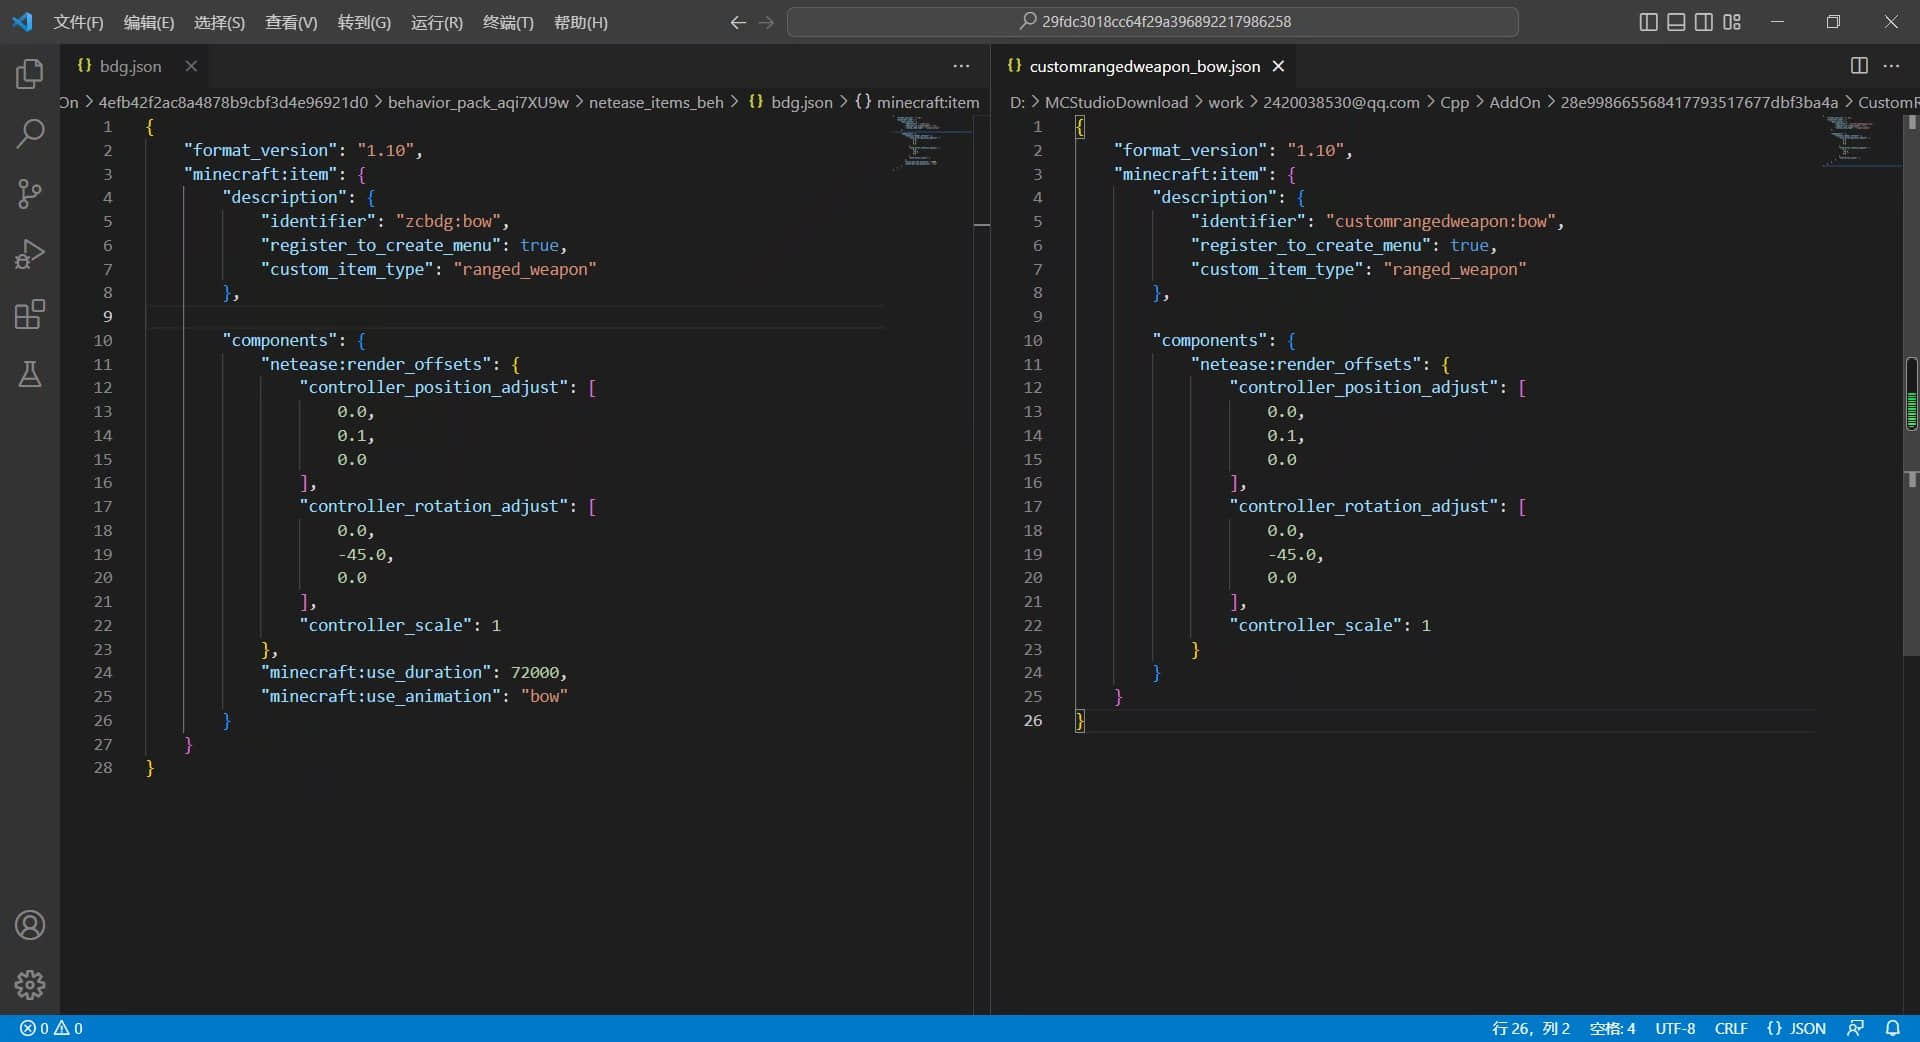 文件(F) 编辑(E) 选择(S) 查看(V) 转到(G) 运行(R) 终端(T) 帮助(H) 29fdc3018cc64f29a396892217986258
{} bdg.json
On > 4efb42f2ac8a4878b9cbf3d4e96921d0 > behavior_pack_aqi7XU9w > netease_items_beh > {} bdg.json > {} minecraft:item
1 {
2 "format_version": "1.10",
3 "minecraft:item": {
4 "description": {
5 "identifier": "zcbdg:bow",
6 "register_to_create_menu": true,
7 "custom_item_type": "ranged_weapon"
8 },
9
10 "components": {
11 "netease:render_offsets": {
12 "controller_position_adjust": [
13 0.0,
14 0.1,
15 0.0
16 ],
17 "controller_rotation_adjust": [
18 0.0,
19 -45.0,
20 0.0
21 ],
22 "controller_scale": 1
23 },
24 "minecraft:use_duration": 72000,
25 "minecraft:use_animation": "bow"
26 }
27 }
28 }
{} customrangedweapon_bow.json
D: > MCStudioDownload > work > 2420038530@qq.com > Cpp > AddOn > 28e998665568417793517677dbf3ba4a > CustomR
1 {
2 "format_version": "1.10",
3 "minecraft:item": {
4 "description": {
5 "identifier": "customrangedweapon:bow",
6 "register_to_create_menu": true,
7 "custom_item_type": "ranged_weapon"
8 },
9
10 "components": {
11 "netease:render_offsets": {
12 "controller_position_adjust": [
13 0.0,
14 0.1,
15 0.0
16 ],
17 "controller_rotation_adjust": [
18 0.0,
19 -45.0,
20 0.0
21 ],
22 "controller_scale": 1
23 }
24 }
25 }
26 }
0 0 行 26，列 2 空格: 4 UTF-8 CRLF {} JSON